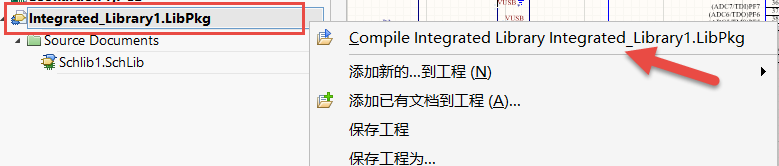 Integrated_Library1.LibPkg
Source Documents
Schlib1.SchLib
VUSB
(ADC7/TDI)PF7
(ADC6/TDO)PF6
Compile Integrated Library Integrated_Library1.LibPkg
添加新的...到工程 (N)
添加已有文档到工程 (A)...
保存工程
保存工程为...